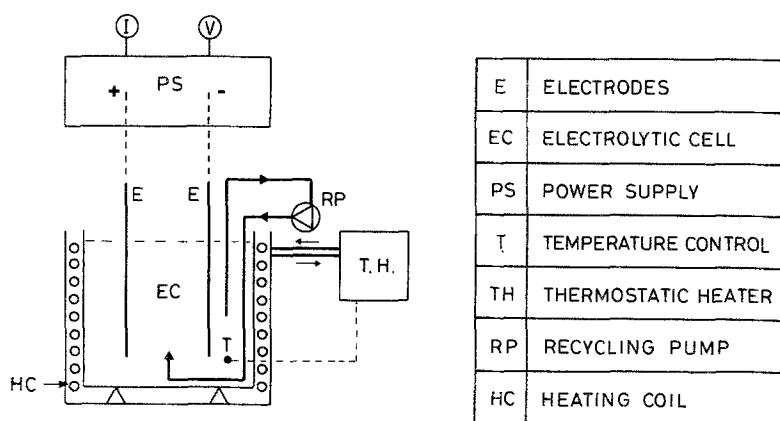 I V
+ PS -
E E
RP
T. H.
EC
T
HC
E ELECTRODES
EC ELECTROLYTIC CELL
PS POWER SUPPLY
T TEMPERATURE CONTROL
TH THERMOSTATIC HEATER
RP RECYCLING PUMP
HC HEATING COIL